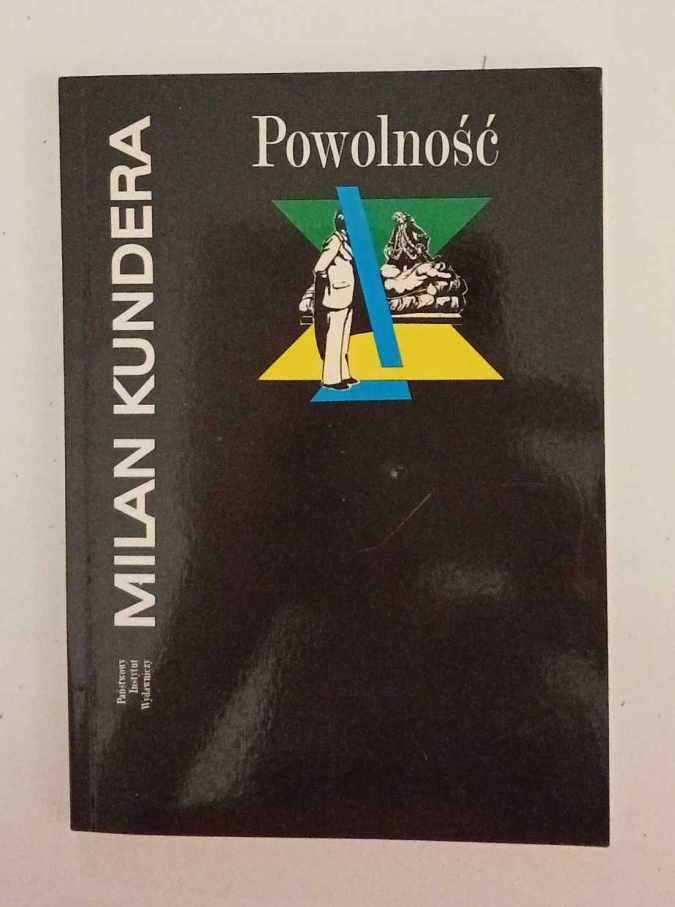 Powolność
MILAN KUNDERA
Państwowy
Instytut
Wydawniczy